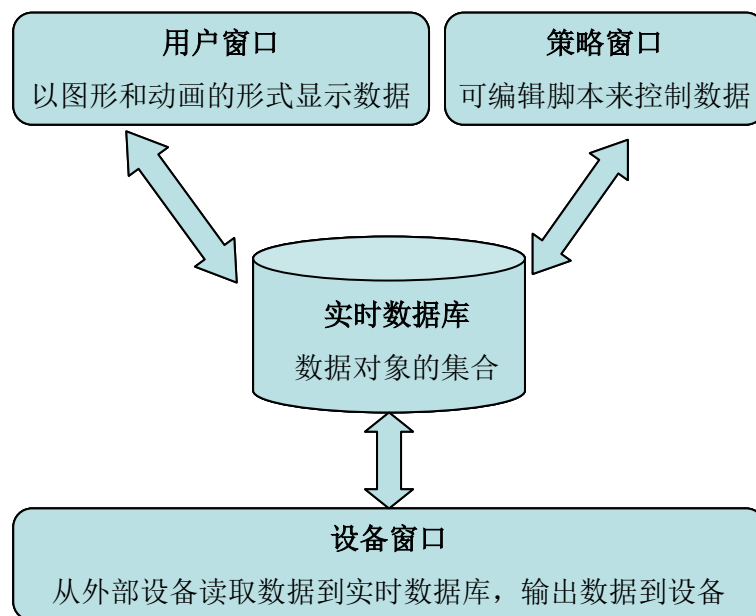 用户窗口
以图形和动画的形式显示数据
策略窗口
可编辑脚本来控制数据
实时数据库
数据对象的集合
设备窗口
从外部设备读取数据到实时数据库，输出数据到设备